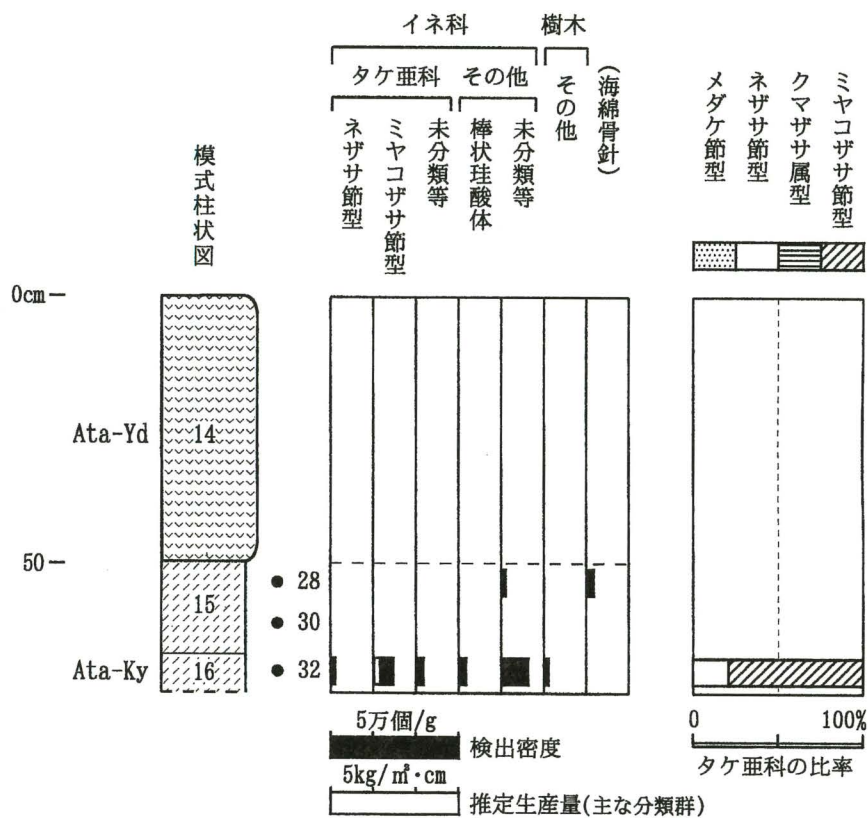 イネ科
樹木
タケ亜科
その他
その他
(海綿骨針)
ネザサ節型
ミヤコザサ節型
未分類等
棒状珪酸体
未分類等
メダケ節型
ネザサ節型
クマザサ属型
ミヤコザサ節型
模式柱状図
0cm
Ata-Yd
14
50
15
28
30
Ata-Ky
16
32
5万個/g
検出密度
5kg/㎡・cm
推定生産量(主な分類群)
0
100%
タケ亜科の比率